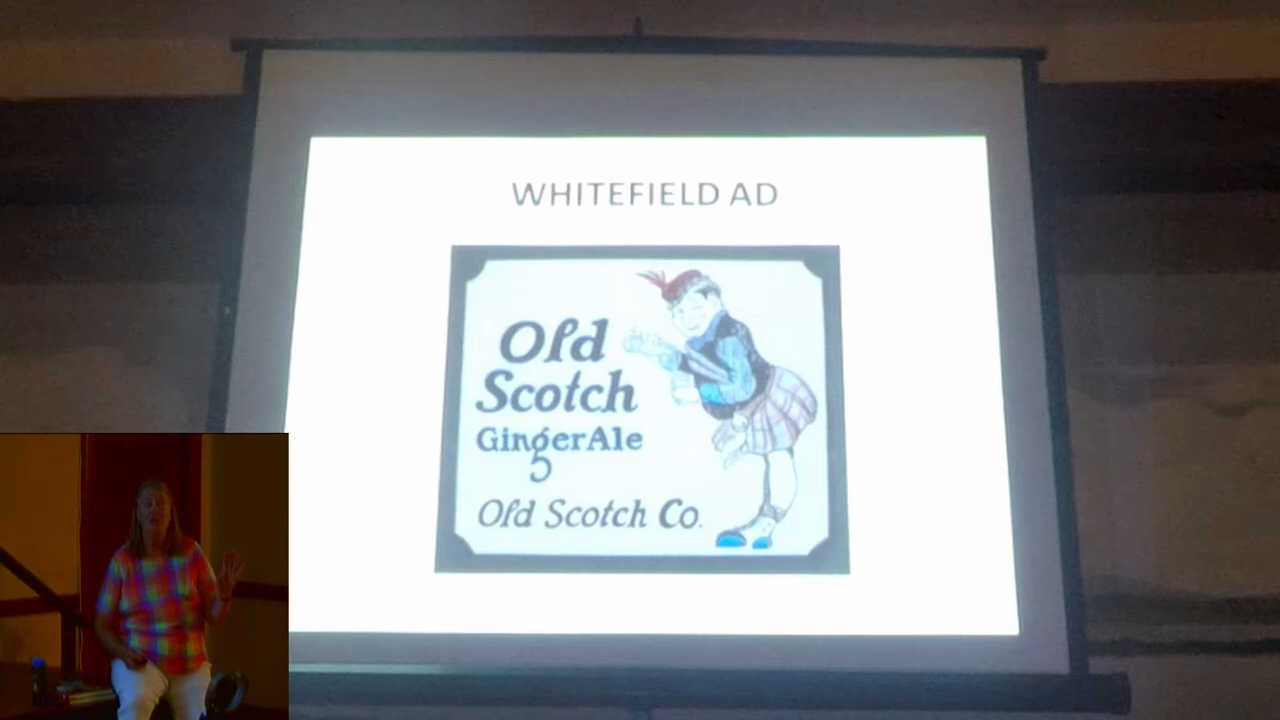 WHITEFIELD AD
Old
Scotch
GingerAle
Old Scotch Co.